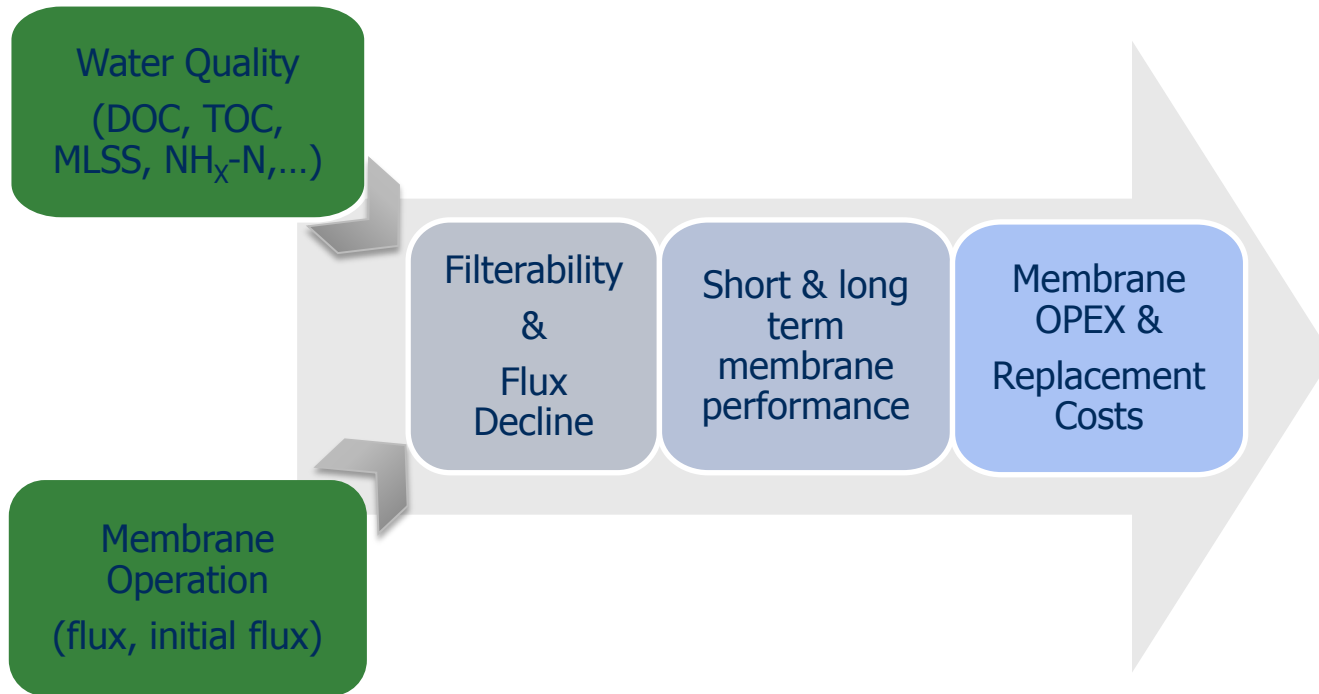 Water Quality
(DOC, TOC,
MLSS, NHX-N,...)
Filterability
&
Flux
Decline
Short & long
term
membrane
performance
Membrane
OPEX &
Replacement
Costs
Membrane
Operation
(flux, initial flux)